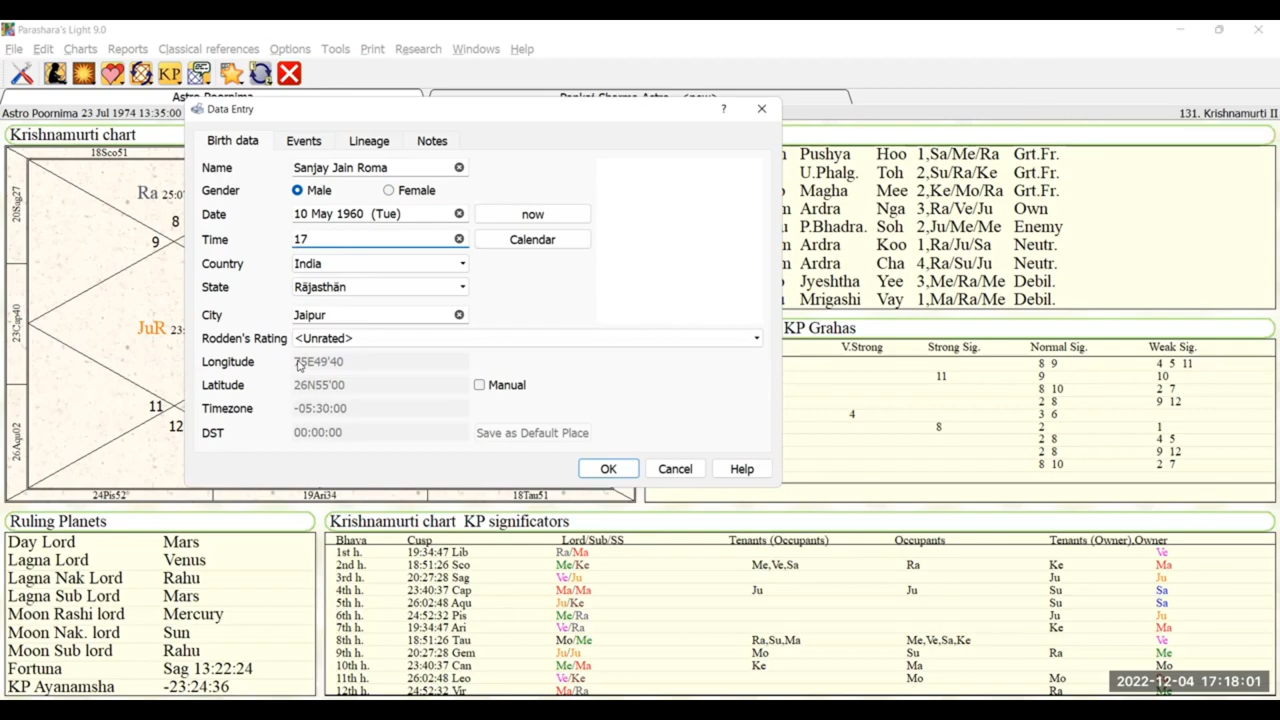 Parashara's Light 9.0
File Edit Charts Reports Classical references Options Tools Print Research Windows Help
KP
Astro Poornima 23 Jul 1974 13:35:00
131. Krishnamurti II
Data Entry
? 
Birth data Events Lineage Notes
Name Sanjay Jain Roma
Gender Male Female
Date 10 May 1960 (Tue) now
Time 17 Calendar
Country India
State Rājasthān
City Jaipur
Rodden's Rating <Unrated>
Longitude 75E49'40
Latitude 26N55'00 Manual
Timezone -05:30:00
DST 00:00:00 Save as Default Place
OK Cancel Help
Krishnamurti chart
18Sco51
20Sag27
Ra
8
9
23Cap40
JuR 23:
11
12
26Aqu02
24Pis52 19Ari34 18Tau51
Pushya Hoo 1,Sa/Me/Ra Grt.Fr.
U.Phalg. Toh 2,Su/Ra/Ke Grt.Fr.
Magha Mee 2,Ke/Mo/Ra Grt.Fr.
Ardra Nga 3,Ra/Ve/Ju Own
P.Bhadra. Soh 2,Ju/Me/Me Enemy
Ardra Koo 1,Ra/Ju/Sa Neutr.
Ardra Cha 4,Ra/Su/Ju Neutr.
Jyeshtha Yee 3,Me/Ra/Me Debil.
Mrigashi Vay 1,Ma/Ra/Me Debil.
KP Grahas
V.Strong Strong Sig. Normal Sig. Weak Sig.
8 9 4 5 11
11 9 10
8 10 2 7
2 8 9 12
4 3 6
8 2 1
2 8 4 5
2 8 9 12
8 10 2 7
Ruling Planets
Day Lord Mars
Lagna Lord Venus
Lagna Nak Lord Rahu
Lagna Sub Lord Mars
Moon Rashi lord Mercury
Moon Nak. lord Sun
Moon Sub lord Rahu
Fortuna Sag 13:22:24
KP Ayanamsha -23:24:36
Krishnamurti chart KP significators
Bhava Cusp Lord/Sub/SS Tenants (Occupants) Occupants Tenants (Owner),Owner
1st h. 19:34:47 Lib Ra/Ma Ve
2nd h. 18:51:26 Sco Me/Ke Me,Ve,Sa Ra Ke Ma
3rd h. 20:27:28 Sag Ve/Ju Ju Ju
4th h. 23:40:37 Cap Ma/Ma Ju Ju Su Sa
5th h. 26:02:48 Aqu Ju/Ke Su Sa
6th h. 24:52:32 Pis Me/Ra Ju Ju
7th h. 19:34:47 Ari Ve/Ra Ke Ma
8th h. 18:51:26 Tau Mo/Me Ra,Su,Ma Me,Ve,Sa,Ke Ve
9th h. 20:27:28 Gem Ju/Ju Mo Su Ra Me
10th h. 23:40:37 Can Me/Ma Ke Ma Mo
11th h. 26:02:48 Leo Ve/Ke Mo Mo
12th h. 24:52:32 Vir Ma/Ra Ra
2022-12-04 17:18:01